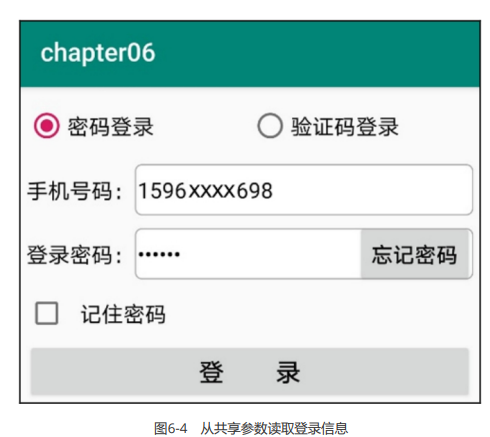 chapter06
密码登录 验证码登录
手机号码: 1596xxxx698
登录密码: •••••• 忘记密码
记住密码
登 录
图6-4 从共享参数读取登录信息